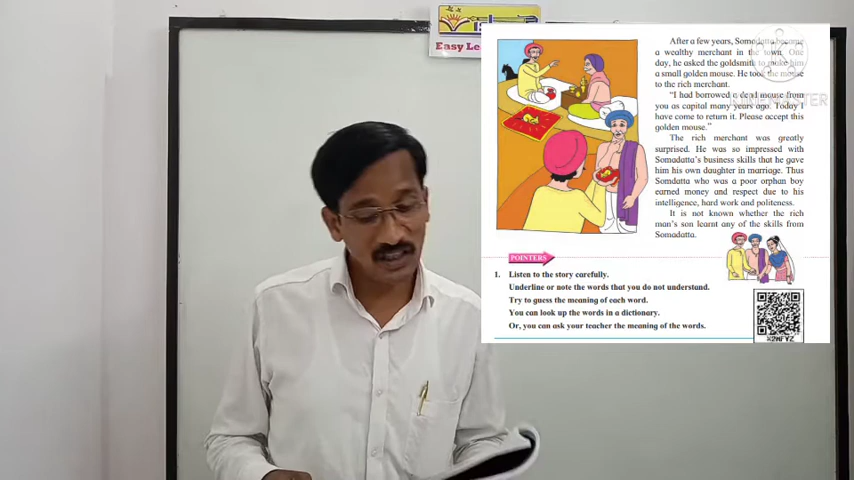 Easy Le
After a few years, Somadatta became
a wealthy merchant in the town. One
day, he asked the goldsmith to make him
a small golden mouse. He took the mouse
to the rich merchant.
"I had borrowed a dead mouse from
you as capital many years ago. Today I
have come to return it. Please accept this
golden mouse."
The rich merchant was greatly
surprised. He was so impressed with
Somadatta's business skills that he gave
him his own daughter in marriage. Thus
Somdatta who was a poor orphan boy
earned money and respect due to his
intelligence, hard work and politeness.
It is not known whether the rich
man's son learnt any of the skills from
Somadatta.
KINEMASTER
POINTERS
1. Listen to the story carefully.
Underline or note the words that you do not understand.
Try to guess the meaning of each word.
You can look up the words in a dictionary.
Or, you can ask your teacher the meaning of the words.